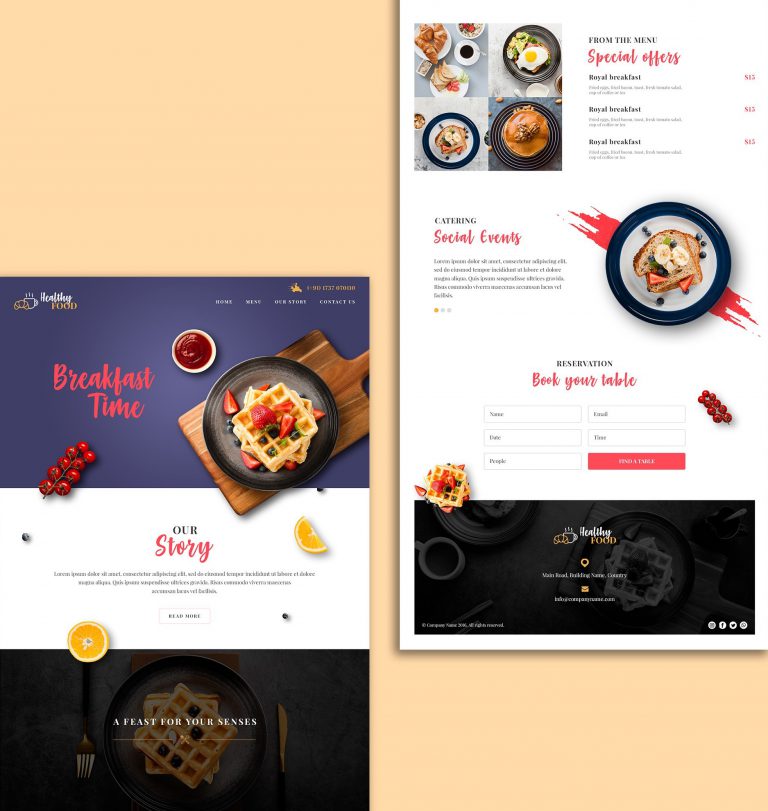 Healthy
FOOD
(+91) 1737 070110
HOME MENU OUR STORY CONTACT US
Breakfast
Time
OUR
Story
Lorem ipsum dolor sit amet, consectetur adipiscing elit, sed do eiusmod tempor incididunt ut labore et dolore
magna aliqua. Quis ipsum suspendisse ultrices gravida. Risus commodo viverra maecenas
accumsan lacus vel facilisis.
READ MORE
A FEAST FOR YOUR SENSES
FROM THE MENU
Special offers
Royal breakfast $15
Fried eggs, fried bacon, toast, fresh tomato salad,
cup of coffee or tea
Royal breakfast $15
Fried eggs, fried bacon, toast, fresh tomato salad,
cup of coffee or tea
Royal breakfast $15
Fried eggs, fried bacon, toast, fresh tomato salad,
cup of coffee or tea
CATERING
Social Events
Lorem ipsum dolor sit amet, consectetur adipiscing elit,
sed do eiusmod tempor incididunt ut labore et dolore
magna aliqua. Quis ipsum suspendisse ultrices gravida.
Risus commodo viverra maecenas accumsan lacus vel
facilisis.
RESERVATION
Book your table
Name Email
Date Time
People FIND A TABLE
Healthy
FOOD
Main Road, Building Name, Country
info@companyname.com
© Company Name 2016, All rights reserved.